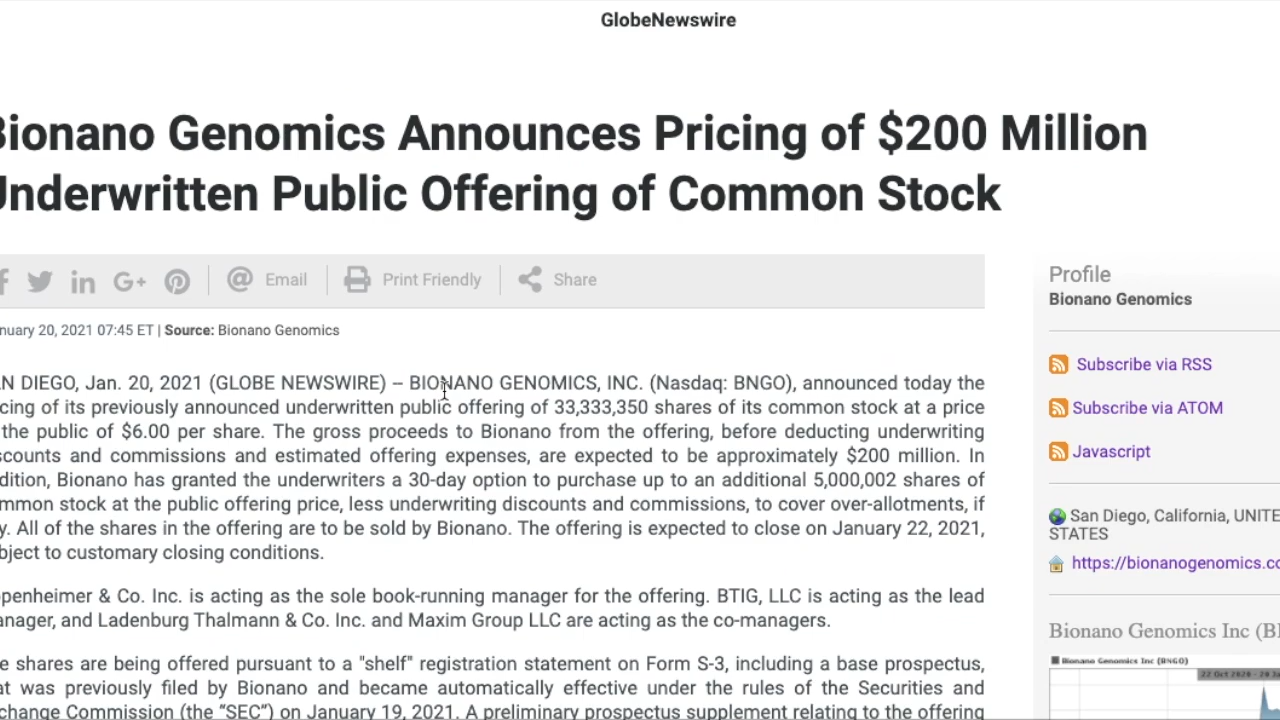 GlobeNewswire
Bionano Genomics Announces Pricing of $200 Million
Underwritten Public Offering of Common Stock
Email
Print Friendly
Share
nuary 20, 2021 07:45 ET | Source: Bionano Genomics
AN DIEGO, Jan. 20, 2021 (GLOBE NEWSWIRE) -- BIONANO GENOMICS, INC. (Nasdaq: BNGO), announced today the
cing of its previously announced underwritten public offering of 33,333,350 shares of its common stock at a price
the public of $6.00 per share. The gross proceeds to Bionano from the offering, before deducting underwriting
scounts and commissions and estimated offering expenses, are expected to be approximately $200 million. In
dition, Bionano has granted the underwriters a 30-day option to purchase up to an additional 5,000,002 shares of
mmon stock at the public offering price, less underwriting discounts and commissions, to cover over-allotments, if
y. All of the shares in the offering are to be sold by Bionano. The offering is expected to close on January 22, 2021,
bject to customary closing conditions.
penheimer & Co. Inc. is acting as the sole book-running manager for the offering. BTIG, LLC is acting as the lead
anager, and Ladenburg Thalmann & Co. Inc. and Maxim Group LLC are acting as the co-managers.
e shares are being offered pursuant to a "shelf" registration statement on Form S-3, including a base prospectus,
at was previously filed by Bionano and became automatically effective under the rules of the Securities and
change Commission (the “SEC”) on January 19, 2021. A preliminary prospectus supplement relating to the offering
Profile
Bionano Genomics
Subscribe via RSS
Subscribe via ATOM
Javascript
San Diego, California, UNITE
STATES
https://bionanogenomics.co
Bionano Genomics Inc (B
Bionano Genomics Inc (BNGO)
22 Oct 2020 - 20 Ja